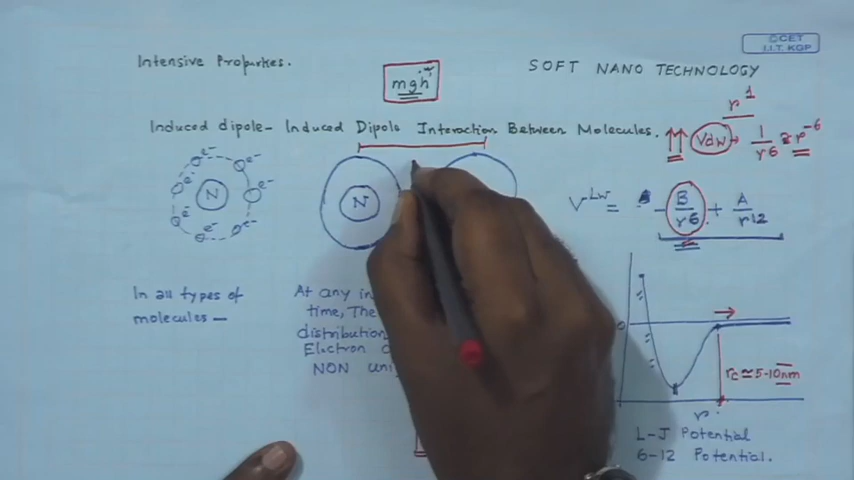 ©CET
I.I.T. KGP
Intensive Properties.
SOFT NANO TECHNOLOGY
mgh
r^1
Induced dipole- Induced Dipole Interaction Between Molecules.
↑↑ VdW → 1/r6 ≈ r^-6
e- e- e- e- e- e- e-
N
N
V^LW = - B/r6 + A/r12
In all types of
molecules -
At any in
time, The
distribution
Electron
NON uni
0
rc ≃ 5-10nm
r
L-J Potential
6-12 Potential.